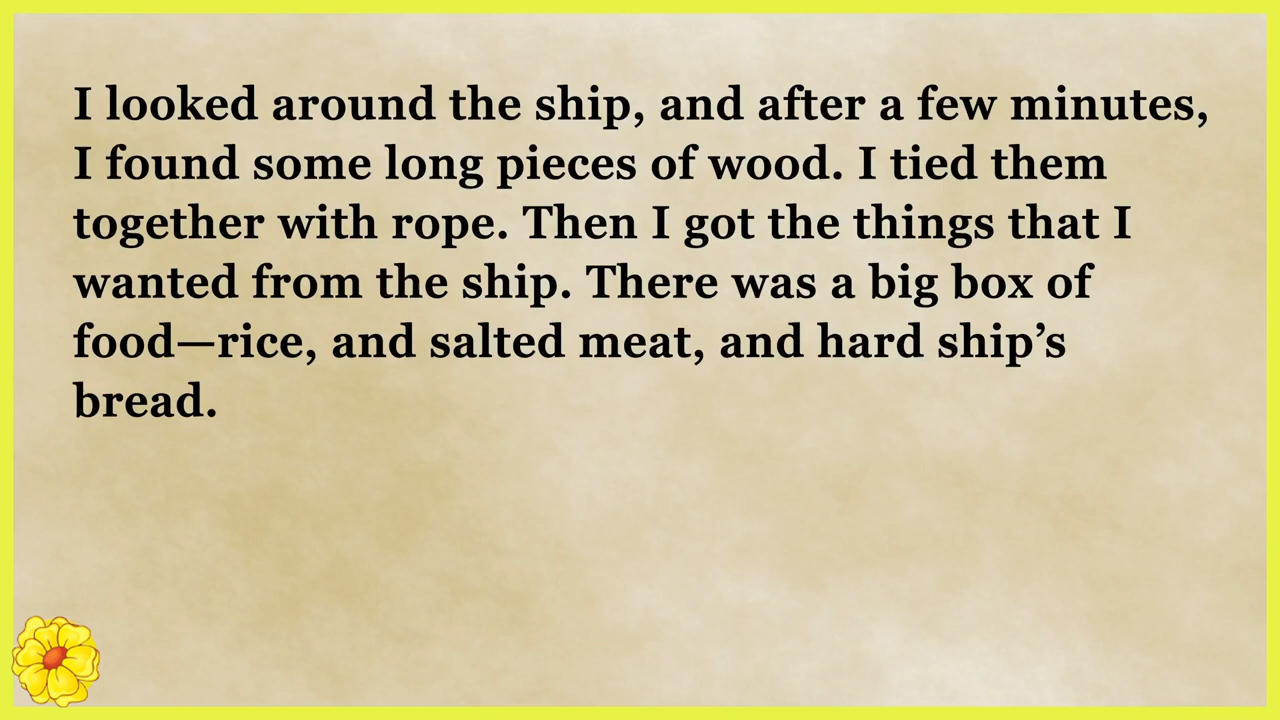 I looked around the ship, and after a few minutes,
I found some long pieces of wood. I tied them
together with rope. Then I got the things that I
wanted from the ship. There was a big box of
food—rice, and salted meat, and hard ship’s
bread.